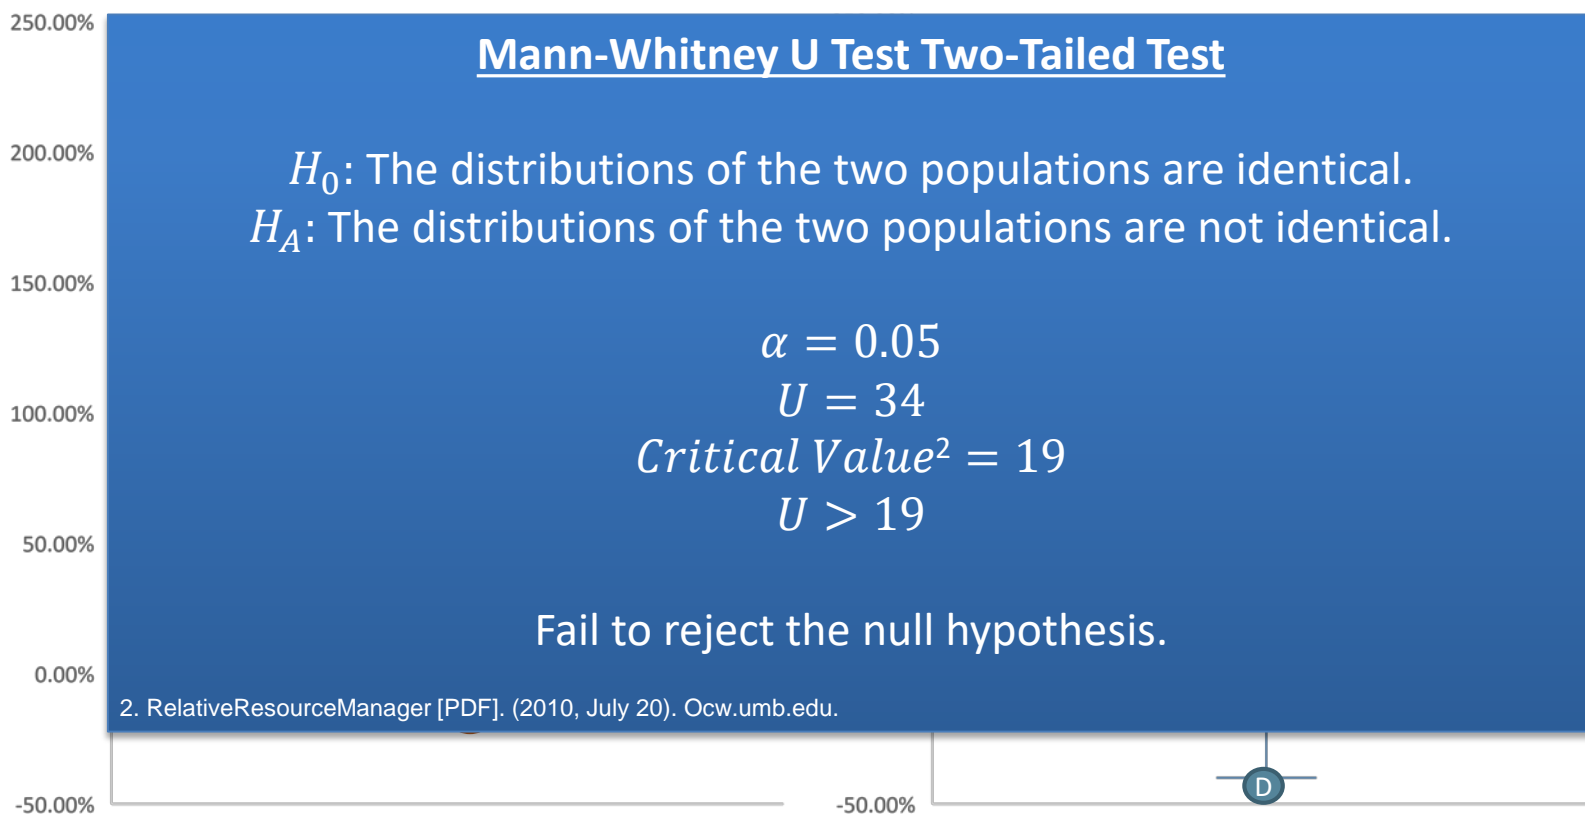 250.00%
Mann-Whitney U Test Two-Tailed Test
200.00%
H₀: The distributions of the two populations are identical.
H_A: The distributions of the two populations are not identical.
150.00%
α = 0.05
100.00%
U = 34
Critical Value² = 19
U > 19
50.00%
Fail to reject the null hypothesis.
0.00%
2. RelativeResourceManager [PDF]. (2010, July 20). Ocw.umb.edu.
D
-50.00%
-50.00%